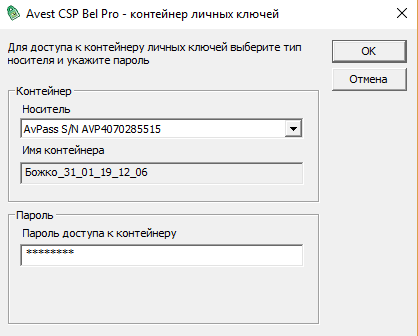 Avest CSP Bel Pro - контейнер личных ключей
Для доступа к контейнеру личных ключей выберите тип
носителя и укажите пароль
OK
Отмена
Контейнер
Носитель
AvPass S/N AVP4070285515
Имя контейнера
Божко_31_01_19_12_06
Пароль
Пароль доступа к контейнеру
********